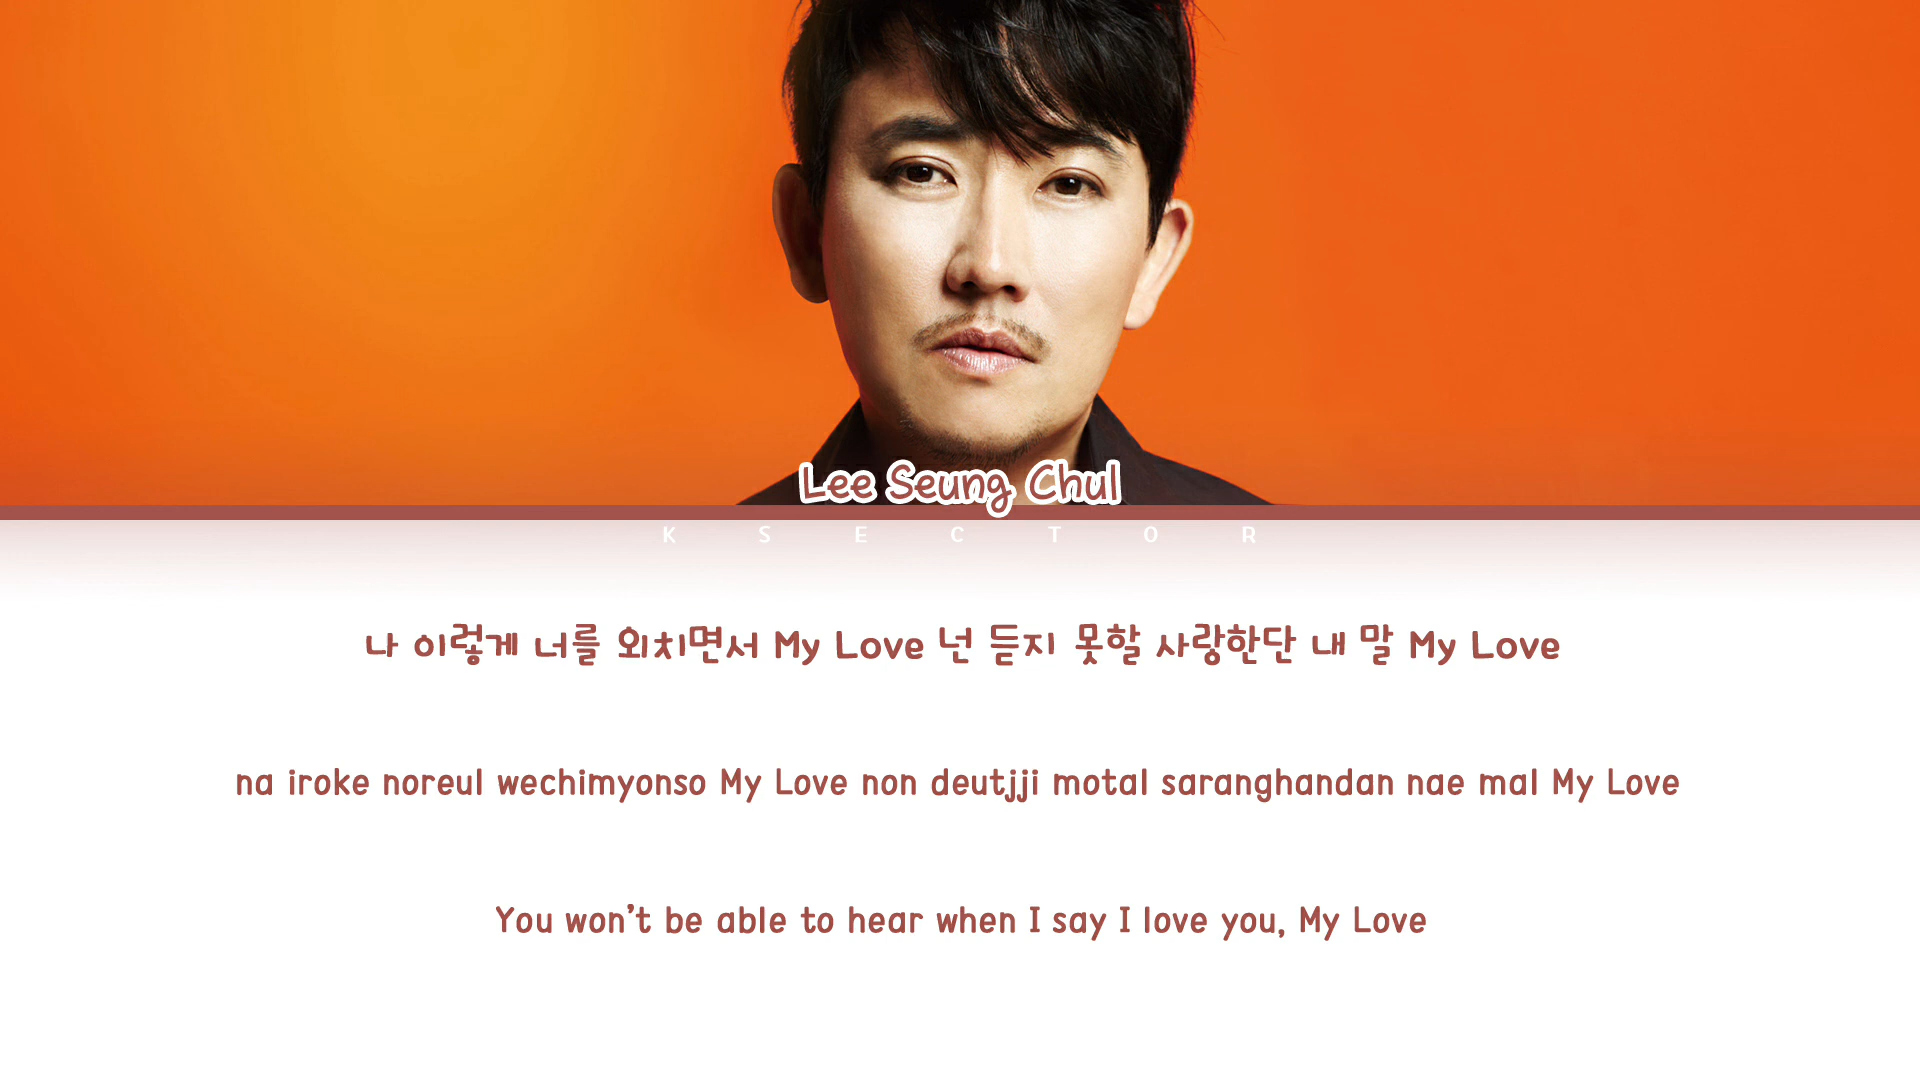 Lee Seung Chul
K S E C T O R
나 이렇게 너를 외치면서 My Love 넌 듣지 못할 사랑한단 내 말 My Love
na iroke noreul wechimyonso My Love non deutjji motal saranghandan nae mal My Love
You won't be able to hear when I say I love you, My Love